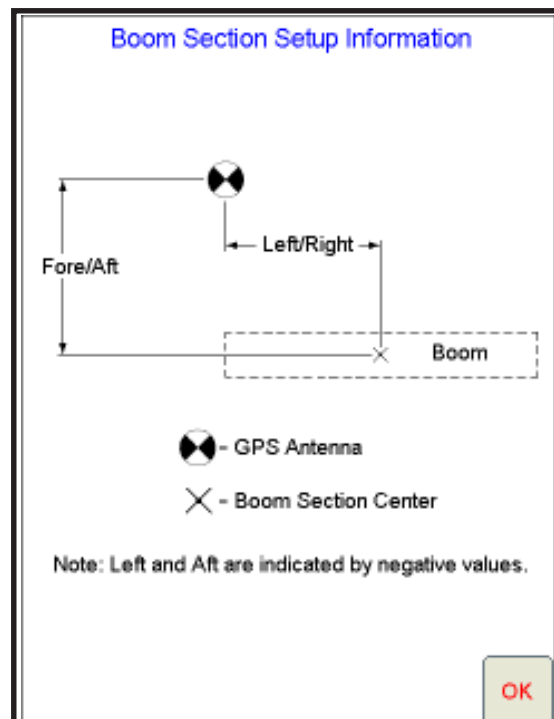 Boom Section Setup Information
Left/Right
Fore/Aft
Boom
- GPS Antenna
- Boom Section Center
Note: Left and Aft are indicated by negative values.
OK